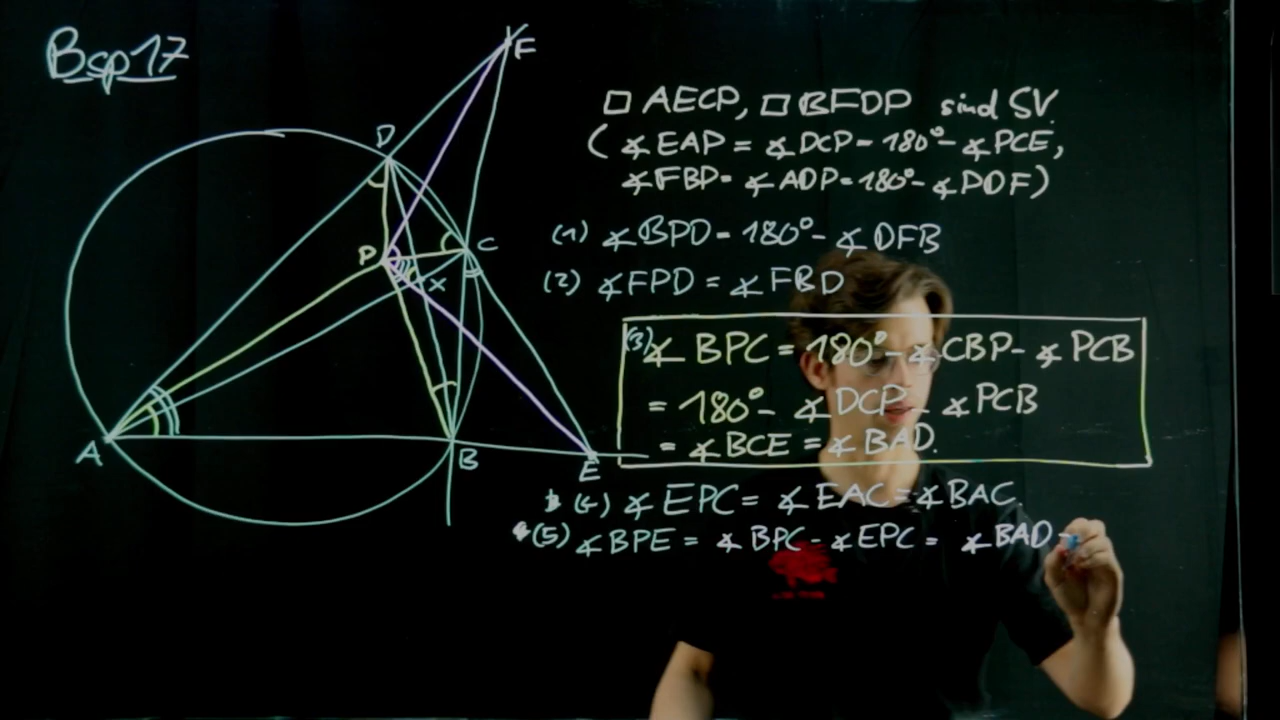 Bsp17
F
D
P
C
X
A
B
E
□ AECP, □ BFDP sind SV.
(∡EAP = ∡DCP = 180° - ∡PCE,
∡FBP = ∡ADP = 180° - ∡PDF)
(1) ∡BPD = 180° - ∡DFB
(2) ∡FPD = ∡FBD
(3) ∡BPC = 180° - ∡CBP - ∡PCB
= 180° - ∡DCP - ∡PCB
= ∡BCE = ∡BAD.
(4) ∡EPC = ∡EAC = ∡BAC.
(5) ∡BPE = ∡BPC - ∡EPC = ∡BAD -